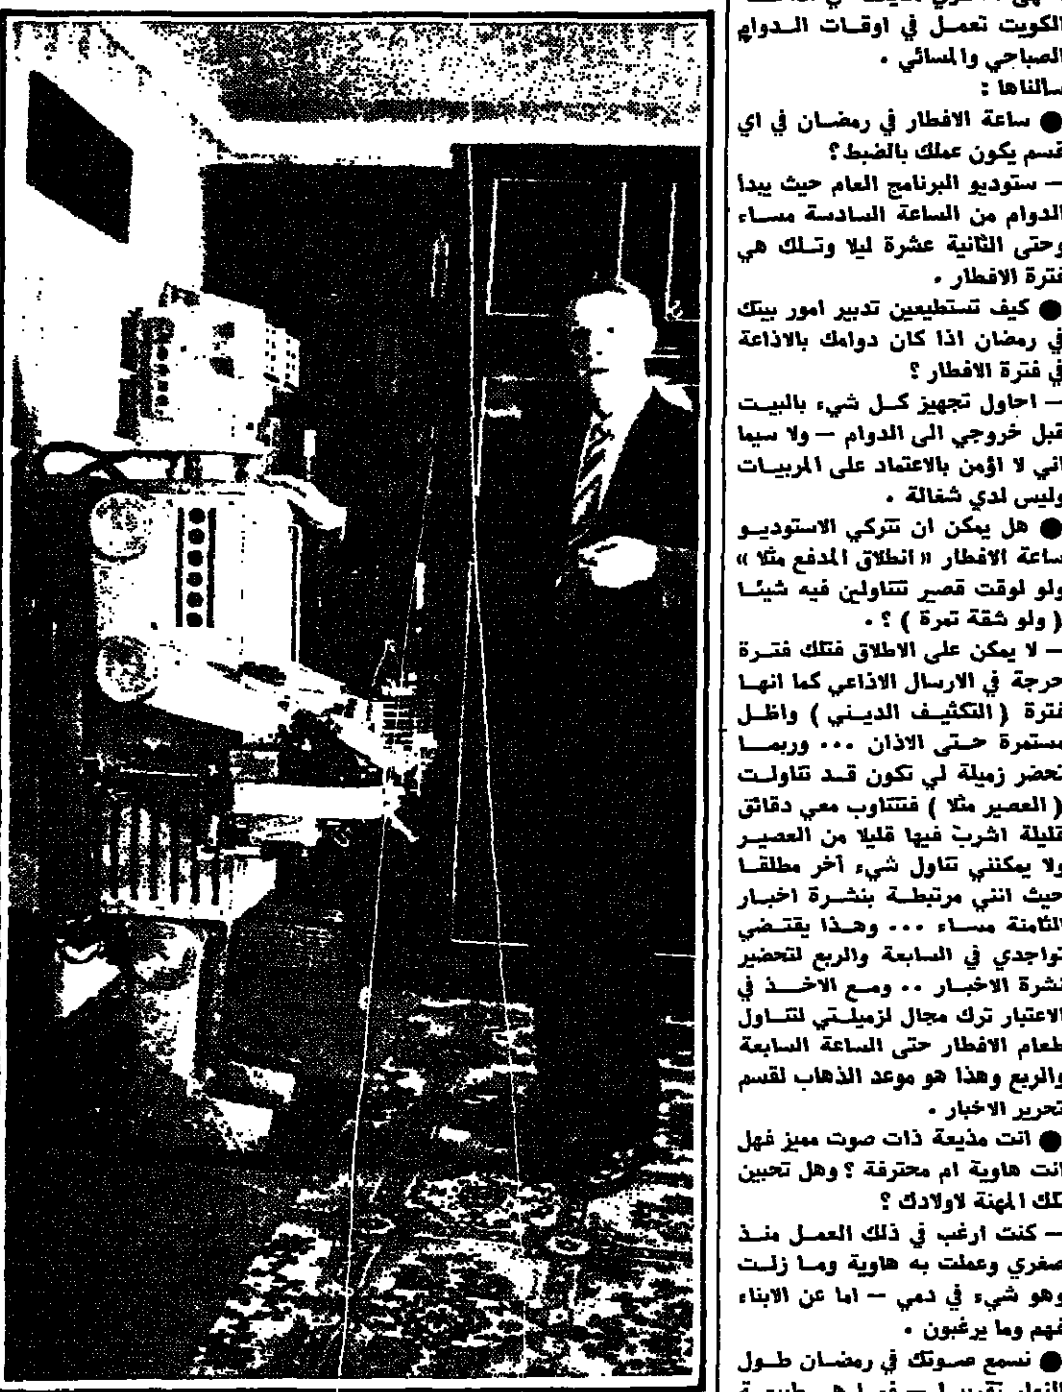 الكويت تعمل في اوقات الدوام
الصباحي والمسائي .
سالناها :
● ساعة الافطار في رمضان في اي
قسم يكون عملك بالضبط ؟
— ستوديو البرنامج العام حيث يبدأ
الدوام من الساعة السادسة مساء
وحتى الثانية عشرة ليلا وتلك هي
فترة الافطار .
● كيف تستطيعين تدبير امور بيتك
في رمضان اذا كان دوامك بالاذاعة
في فترة الافطار ؟
— احاول تجهيز كل شيء بالبيت
قبل خروجي الى الدوام — ولا سيما
اني لا اؤمن بالاعتماد على المربيات
وليس لدي شغالة .
● هل يمكن ان تتركي الاستوديو
ساعة الافطار « انطلاق المدفع مثلا »
ولو لوقت قصير تتناولين فيه شيئا
( ولو شقة تمرة ) ؟ .
— لا يمكن على الاطلاق فتلك فترة
حرجة في الارسال الاذاعي كما انها
فترة ( التكثيف الديني ) واظل
مستمرة حتى الاذان ... وربما
تحضر زميلة لي تكون قد تناولت
( العصير مثلا ) فتتناوب معي دقائق
قليلة اشرب فيها قليلا من العصير
ولا يمكنني تناول شيء آخر مطلقا
حيث انني مرتبطة بنشرة اخبار
الثامنة مساء ... وهذا يقتضي
تواجدي في السابعة والربع لتحضير
نشرة الاخبار .. ومع الاخذ في
الاعتبار ترك مجال لزميلتي لتناول
طعام الافطار حتى الساعة السابعة
والربع وهذا هو موعد الذهاب لقسم
تحرير الاخبار .
● انت مذيعة ذات صوت مميز فهل
انت هاوية ام محترفة ؟ وهل تحبين
تلك المهنة لاولادك ؟
— كنت ارغب في ذلك العمل منذ
صغري وعملت به هاوية وما زلت
وهو شيء في دمي — اما عن الابناء
فهم وما يرغبون .
● نسمع صوتك في رمضان طول